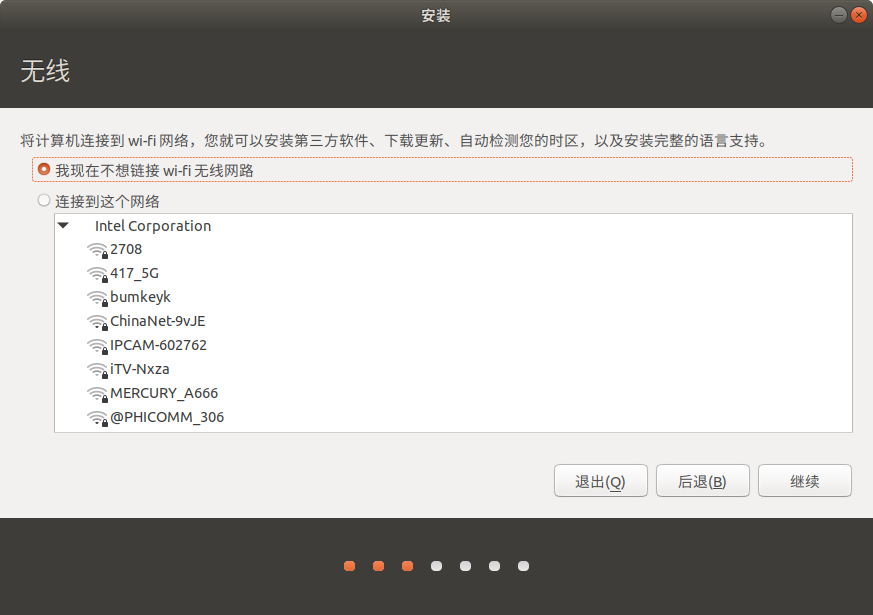 安装
无线
将计算机连接到 wi-fi 网络，您就可以安装第三方软件、下载更新、自动检测您的时区，以及安装完整的语言支持。
我现在不想链接 wi-fi 无线网路
连接到这个网络
Intel Corporation
2708
417_5G
bumkeyk
ChinaNet-9vJE
IPCAM-602762
iTV-Nxza
MERCURY_A666
@PHICOMM_306
退出(Q) 后退(B) 继续